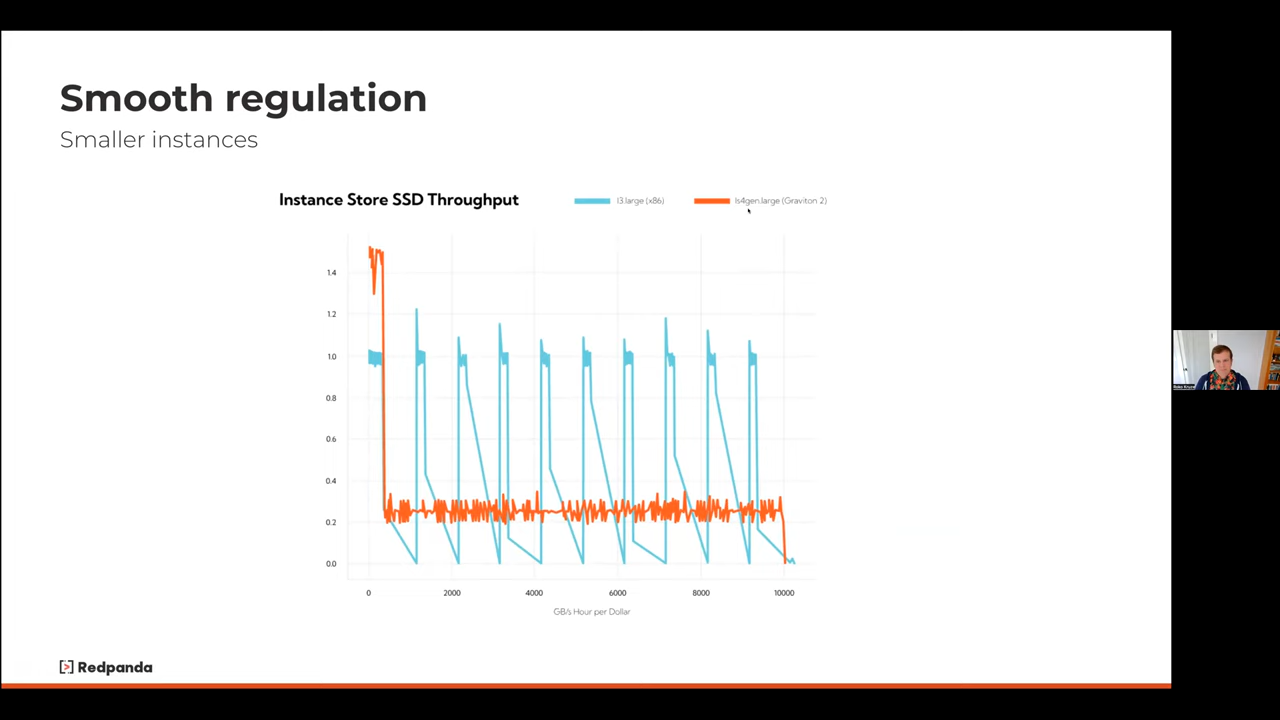 Smooth regulation
Smaller instances
Instance Store SSD Throughput
I3.large (x86)
Is4gen.large (Graviton 2)
1.4
1.2
1.0
0.8
0.6
0.4
0.2
0.0
0 2000 4000 6000 8000 10000
GB/s Hour per Dollar
Redpanda